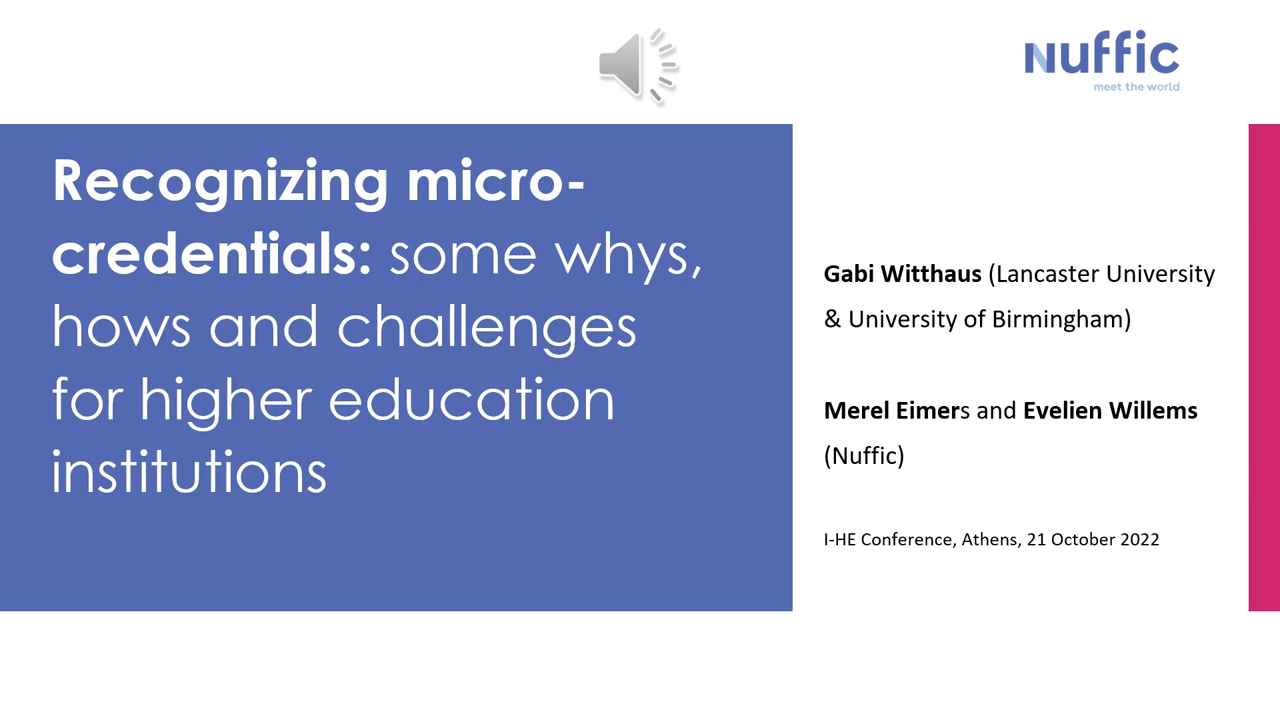 Nuffic
meet the world
Recognizing micro-
credentials: some whys,
hows and challenges
for higher education
institutions
Gabi Witthaus (Lancaster University
& University of Birmingham)
Merel Eimers and Evelien Willems
(Nuffic)
I-HE Conference, Athens, 21 October 2022